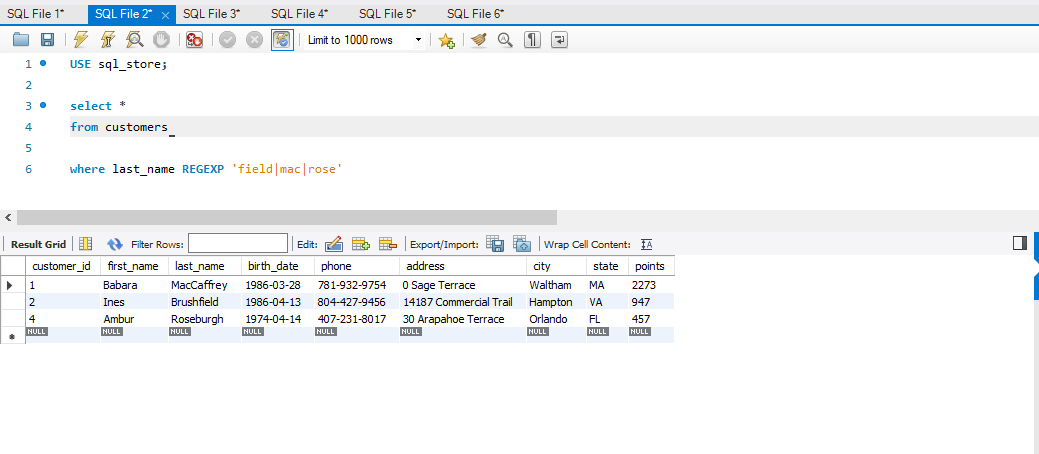 SQL File 1* SQL File 2* SQL File 3* SQL File 4* SQL File 5* SQL File 6*
Limit to 1000 rows
1 USE sql_store;
2
3 select *
4 from customers
5
6 where last_name REGEXP 'field|mac|rose'
Result Grid Filter Rows: Edit: Export/Import: Wrap Cell Content: IA
customer_id first_name last_name birth_date phone address city state points
1 Babara MacCaffrey 1986-03-28 781-932-9754 0 Sage Terrace Waltham MA 2273
2 Ines Brushfield 1986-04-13 804-427-9456 14187 Commercial Trail Hampton VA 947
4 Ambur Roseburgh 1974-04-14 407-231-8017 30 Arapahoe Terrace Orlando FL 457
NULL NULL NULL NULL NULL NULL NULL NULL NULL